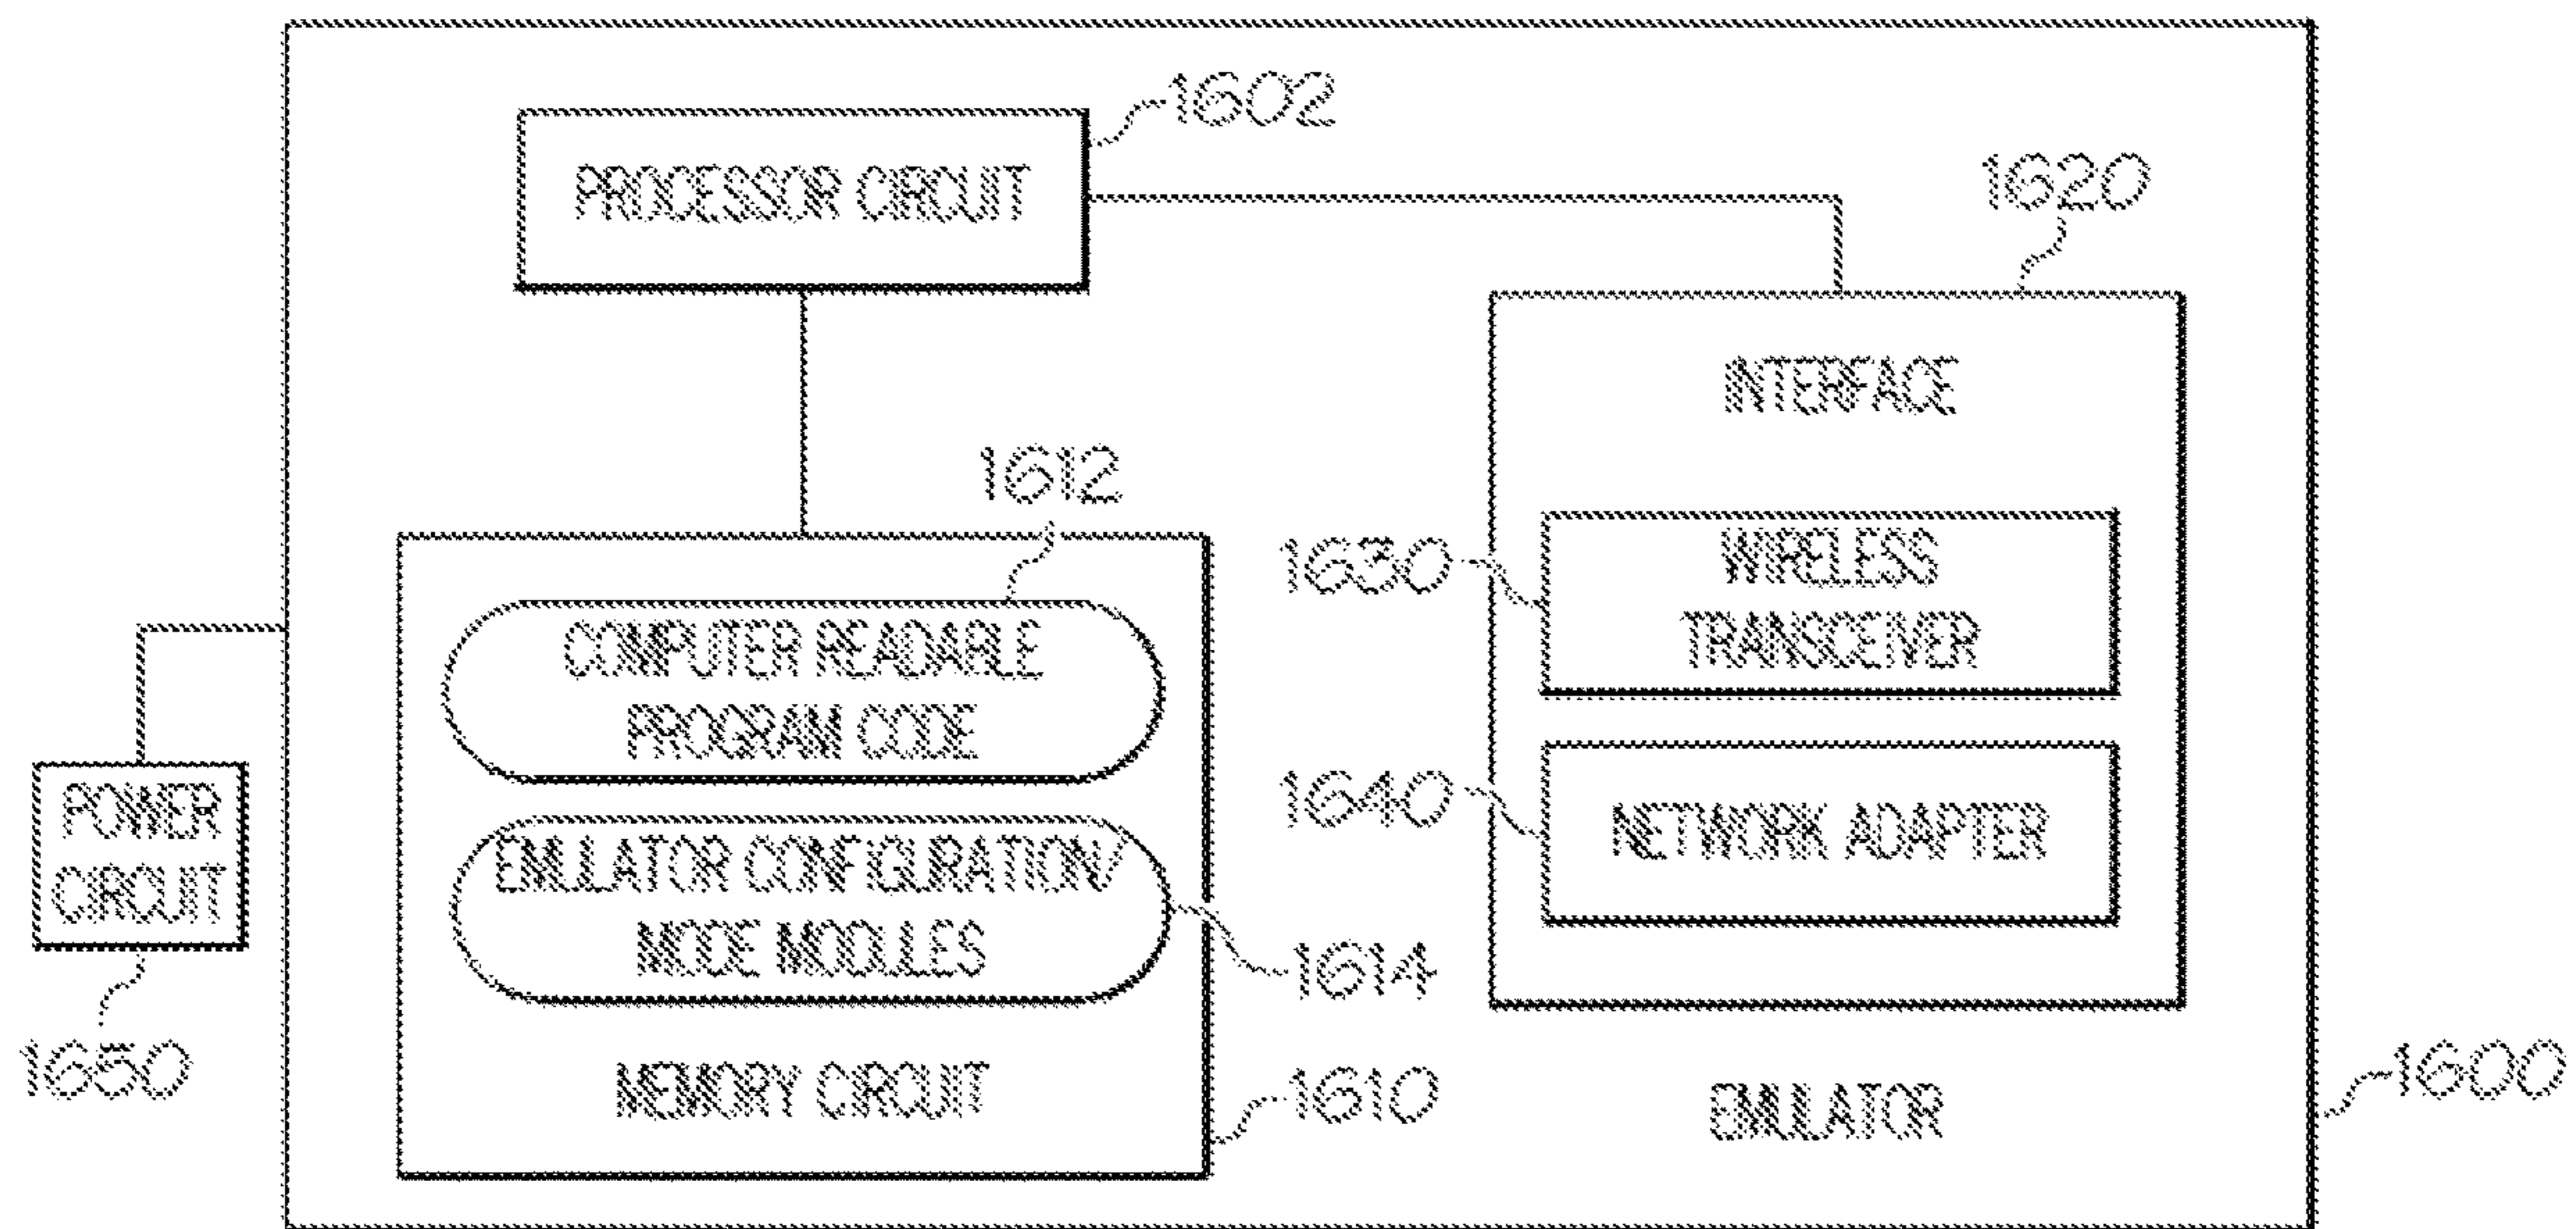 1602
PROCESSOR CIRCUIT
1620
INTERFACE
1612
1630
WIRELESS
TRANSCEIVER
COMPUTER READABLE
PROGRAM CODE
1640
NETWORK ADAPTER
POWER
CIRCUIT
EMULATOR CONFIGURATION/
MODE MODULES
1614
1650
MEMORY CIRCUIT
1610
EMULATOR
1600